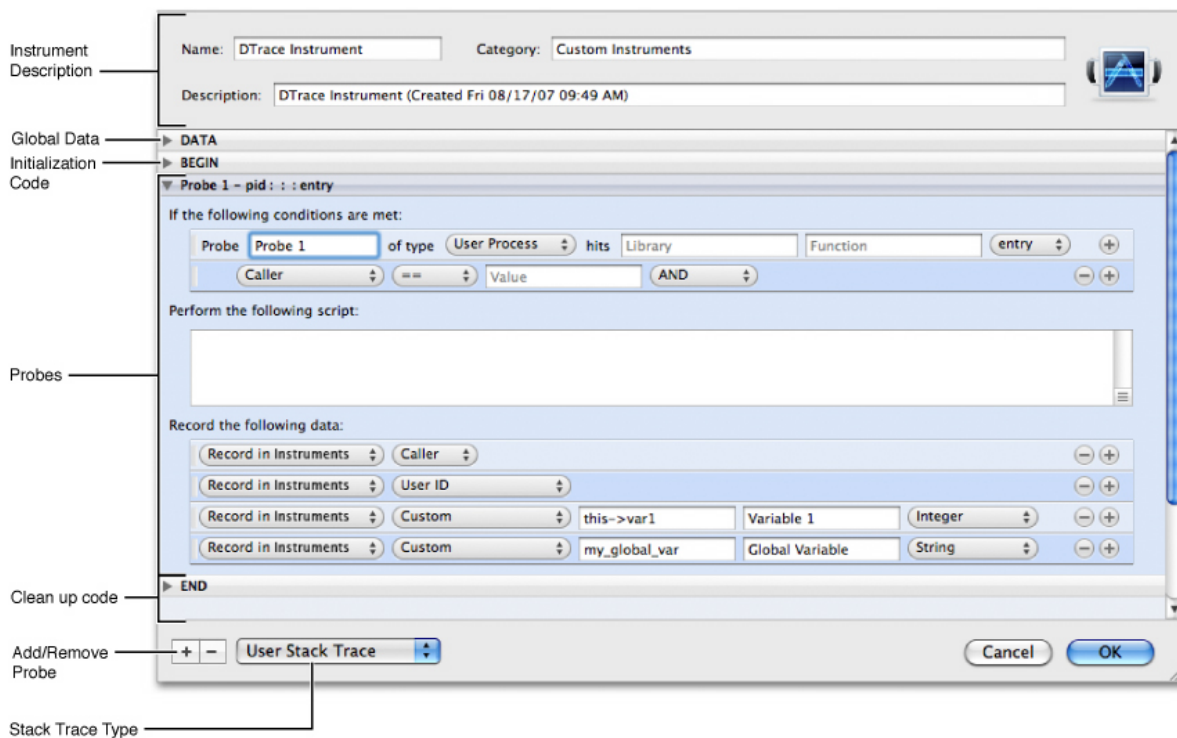 Instrument
Description
Name: DTrace Instrument Category: Custom Instruments
Description: DTrace Instrument (Created Fri 08/17/07 09:49 AM)
Global Data
DATA
Initialization
Code
BEGIN
Probe 1 - pid : : : entry
If the following conditions are met:
Probe Probe 1 of type User Process hits Library Function entry +
Caller == Value AND − +
Perform the following script:
Probes
Record the following data:
Record in Instruments Caller − +
Record in Instruments User ID − +
Record in Instruments Custom this->var1 Variable 1 Integer − +
Record in Instruments Custom my_global_var Global Variable String − +
END
Clean up code
Add/Remove
Probe
+ − User Stack Trace Cancel OK
Stack Trace Type